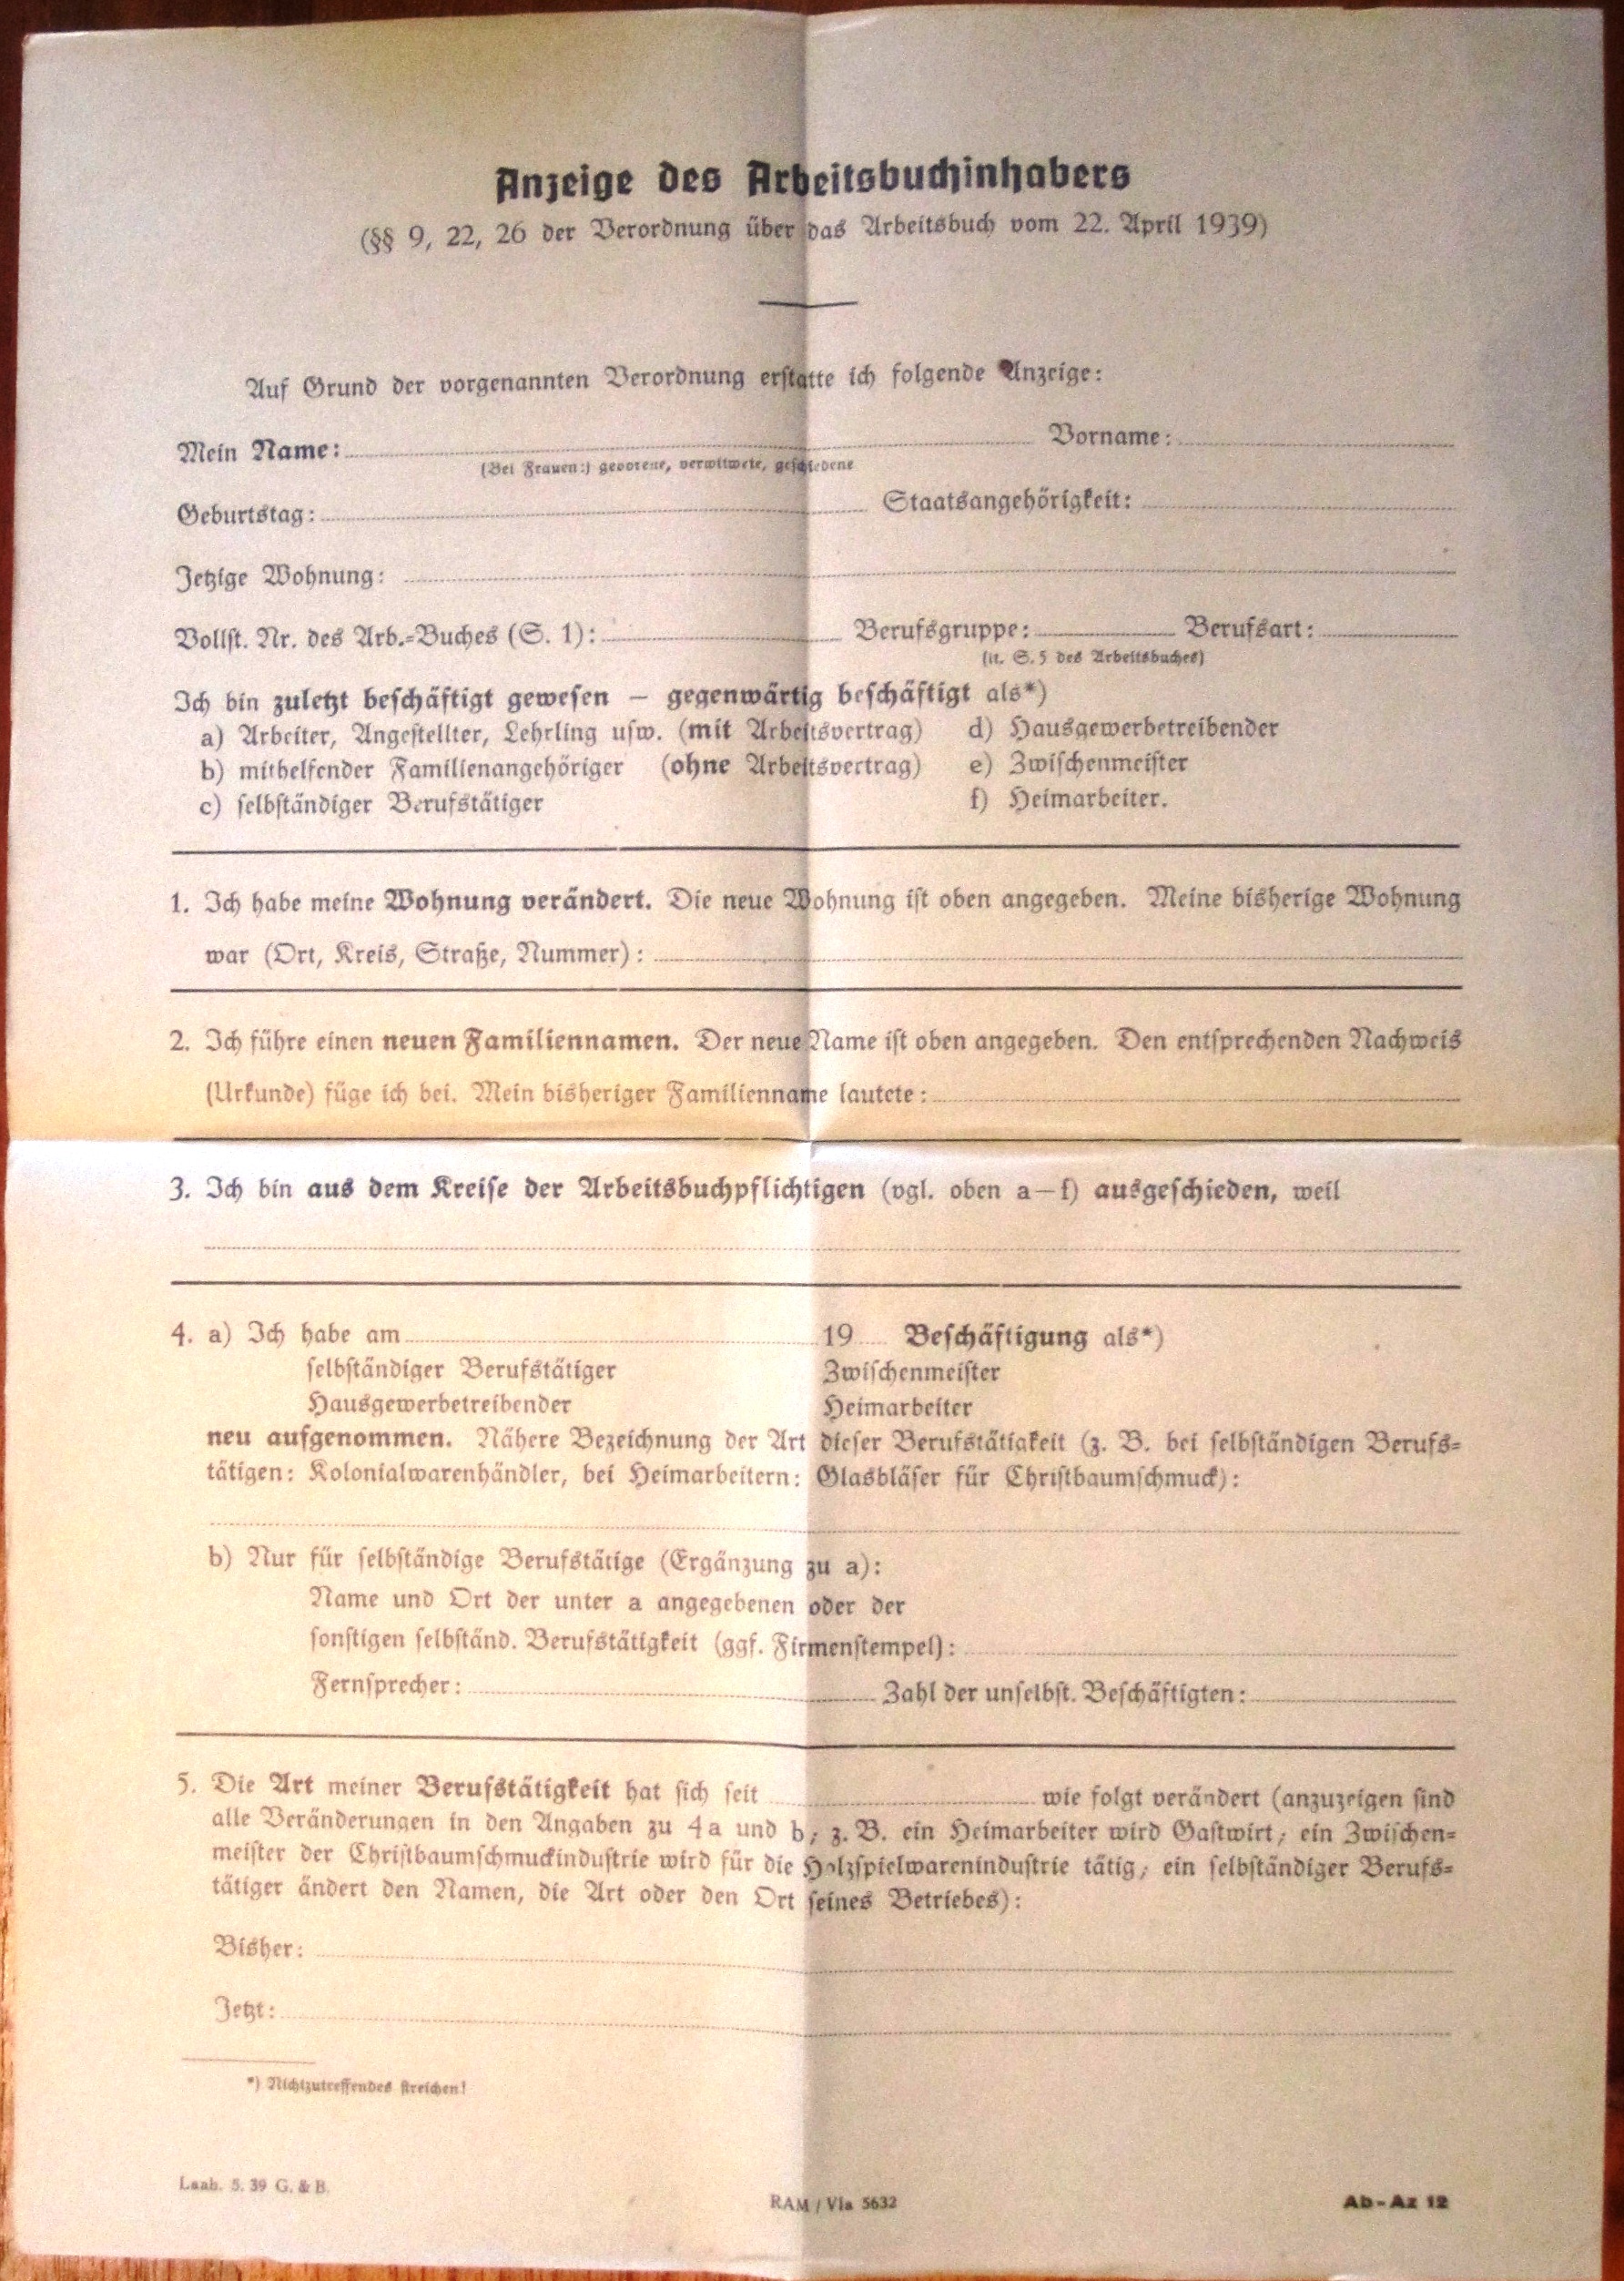 Anzeige des Arbeitsbuchinhabers
(§§ 9, 22, 26 der Verordnung über das Arbeitsbuch vom 22. April 1939)
Auf Grund der vorgenannten Verordnung erstatte ich folgende Anzeige:
Mein Name: Vorname:
(Bei Frauen:) geborene, verwitwete, geschiedene
Geburtstag: Staatsangehörigkeit:
Jetzige Wohnung:
Vollst. Nr. des Arb.-Buches (S. 1): Berufsgruppe: Berufsart:
(lt. S. 5 des Arbeitsbuches)
Ich bin zuletzt beschäftigt gewesen – gegenwärtig beschäftigt als*)
a) Arbeiter, Angestellter, Lehrling usw. (mit Arbeitsvertrag) d) Hausgewerbetreibender
b) mithelfender Familienangehöriger (ohne Arbeitsvertrag) e) Zwischenmeister
c) selbständiger Berufstätiger f) Heimarbeiter.
1. Ich habe meine Wohnung verändert. Die neue Wohnung ist oben angegeben. Meine bisherige Wohnung
war (Ort, Kreis, Straße, Nummer):
2. Ich führe einen neuen Familiennamen. Der neue Name ist oben angegeben. Den entsprechenden Nachweis
(Urkunde) füge ich bei. Mein bisheriger Familienname lautete:
3. Ich bin aus dem Kreise der Arbeitsbuchpflichtigen (vgl. oben a–f) ausgeschieden, weil
4. a) Ich habe am 19 Beschäftigung als*)
selbständiger Berufstätiger Zwischenmeister
Hausgewerbetreibender Heimarbeiter
neu aufgenommen. Nähere Bezeichnung der Art dieser Berufstätigkeit (z. B. bei selbständigen Berufs-
tätigen: Kolonialwarenhändler, bei Heimarbeitern: Glasbläser für Christbaumschmuck):
b) Nur für selbständige Berufstätige (Ergänzung zu a):
Name und Ort der unter a angegebenen oder der
sonstigen selbständ. Berufstätigkeit (ggf. Firmenstempel):
Fernsprecher: Zahl der unselbst. Beschäftigten:
5. Die Art meiner Berufstätigkeit hat sich seit wie folgt verändert (anzuzeigen sind
alle Veränderungen in den Angaben zu 4a und b; z. B. ein Heimarbeiter wird Gastwirt; ein Zwischen-
meister der Christbaumschmuckindustrie wird für die Holzspielwarenindustrie tätig; ein selbständiger Berufs-
tätiger ändert den Namen, die Art oder den Ort seines Betriebes):
Bisher:
Jetzt:
*) Nichtzutreffendes streichen!
Laab. 5. 39 G. & B.
RAM / VIa 5632
Ab-Az 12